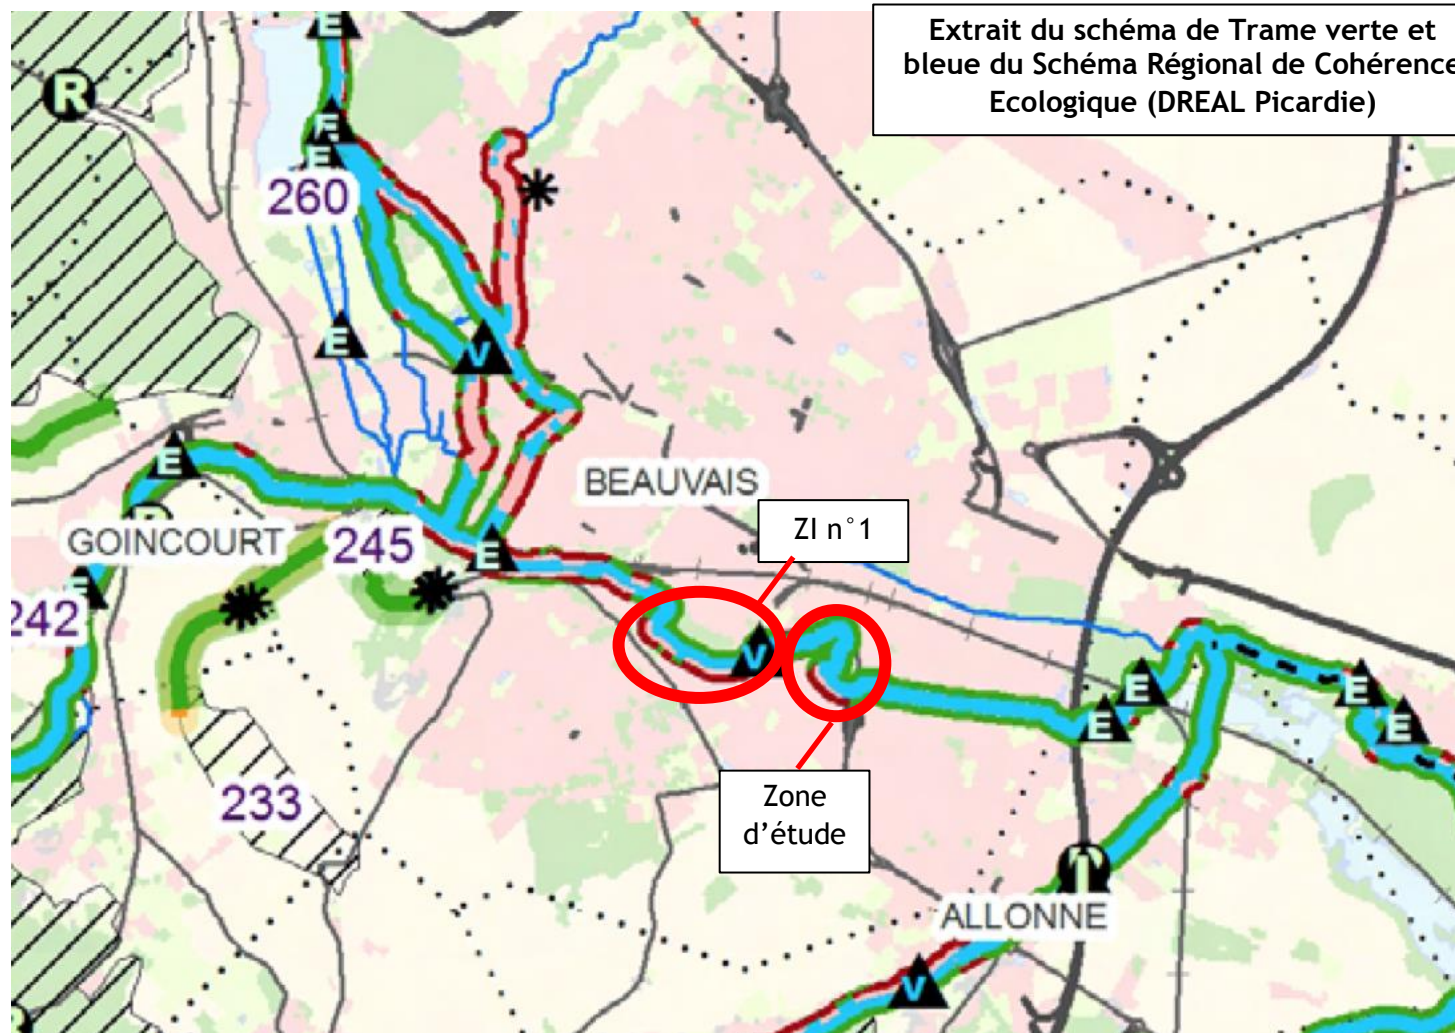 Extrait du schéma de Trame verte et
bleue du Schéma Régional de Cohérence
Ecologique (DREAL Picardie)
E
R
E
E
260
E
V
E
BEAUVAIS
ZI n°1
GOINCOURT
245
E
E
242
V
E
E
E
E
233
Zone
d’étude
ALLONNE
V